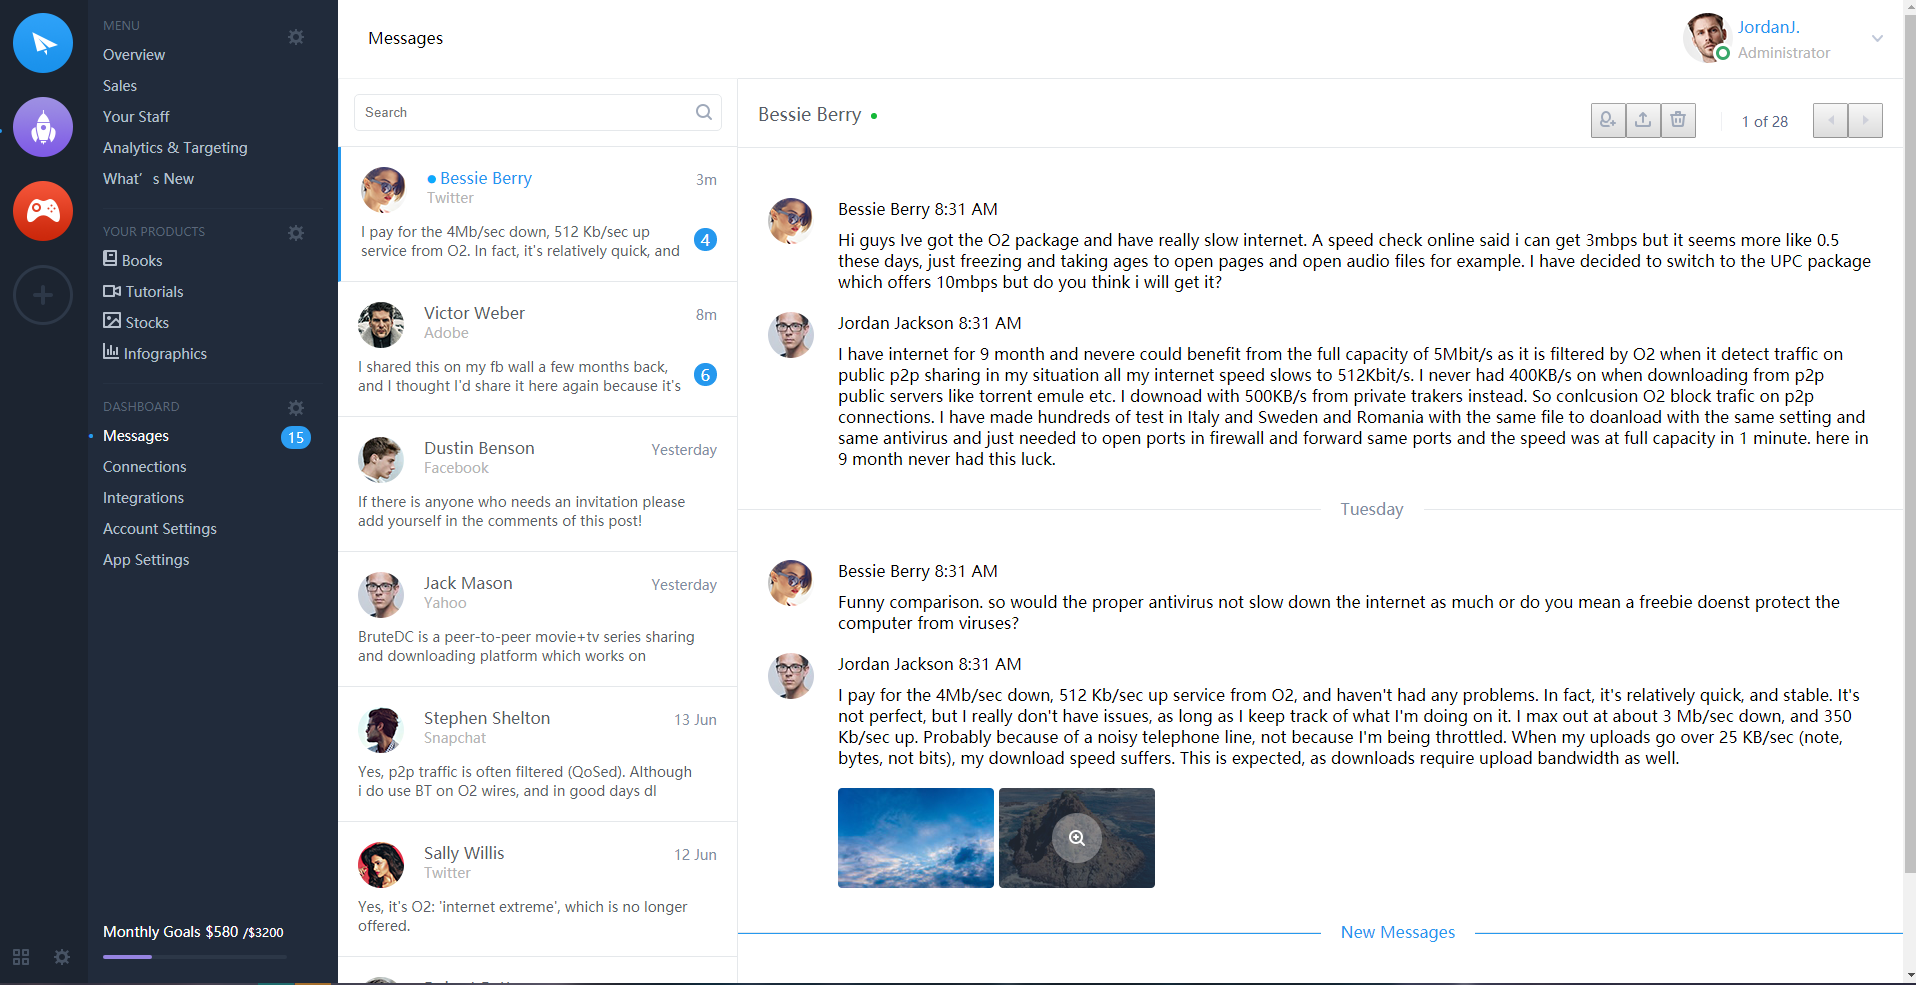 MENU
Overview
Sales
Your Staff
Analytics & Targeting
What's New
YOUR PRODUCTS
Books
Tutorials
Stocks
Infographics
DASHBOARD
Messages 15
Connections
Integrations
Account Settings
App Settings
Monthly Goals $580 /$3200
Messages
JordanJ.
Administrator
Search
Bessie Berry 3m
Twitter
I pay for the 4Mb/sec down, 512 Kb/sec up
service from O2. In fact, it's relatively quick, and
4
Victor Weber 8m
Adobe
I shared this on my fb wall a few months back,
and I thought I'd share it here again because it's
6
Dustin Benson Yesterday
Facebook
If there is anyone who needs an invitation please
add yourself in the comments of this post!
Jack Mason Yesterday
Yahoo
BruteDC is a peer-to-peer movie+tv series sharing
and downloading platform which works on
Stephen Shelton 13 Jun
Snapchat
Yes, p2p traffic is often filtered (QoSed). Although
i do use BT on O2 wires, and in good days dl
Sally Willis 12 Jun
Twitter
Yes, it's O2: 'internet extreme', which is no longer
offered.
Bessie Berry
1 of 28
Bessie Berry 8:31 AM
Hi guys Ive got the O2 package and have really slow internet. A speed check online said i can get 3mbps but it seems more like 0.5
these days, just freezing and taking ages to open pages and open audio files for example. I have decided to switch to the UPC package
which offers 10mbps but do you think i will get it?
Jordan Jackson 8:31 AM
I have internet for 9 month and nevere could benefit from the full capacity of 5Mbit/s as it is filtered by O2 when it detect traffic on
public p2p sharing in my situation all my internet speed slows to 512Kbit/s. I never had 400KB/s on when downloading from p2p
public servers like torrent emule etc. I downoad with 500KB/s from private trakers instead. So conlcusion O2 block trafic on p2p
connections. I have made hundreds of test in Italy and Sweden and Romania with the same file to doanload with the same setting and
same antivirus and just needed to open ports in firewall and forward same ports and the speed was at full capacity in 1 minute. here in
9 month never had this luck.
Tuesday
Bessie Berry 8:31 AM
Funny comparison. so would the proper antivirus not slow down the internet as much or do you mean a freebie doenst protect the
computer from viruses?
Jordan Jackson 8:31 AM
I pay for the 4Mb/sec down, 512 Kb/sec up service from O2, and haven't had any problems. In fact, it's relatively quick, and stable. It's
not perfect, but I really don't have issues, as long as I keep track of what I'm doing on it. I max out at about 3 Mb/sec down, and 350
Kb/sec up. Probably because of a noisy telephone line, not because I'm being throttled. When my uploads go over 25 KB/sec (note,
bytes, not bits), my download speed suffers. This is expected, as downloads require upload bandwidth as well.
New Messages